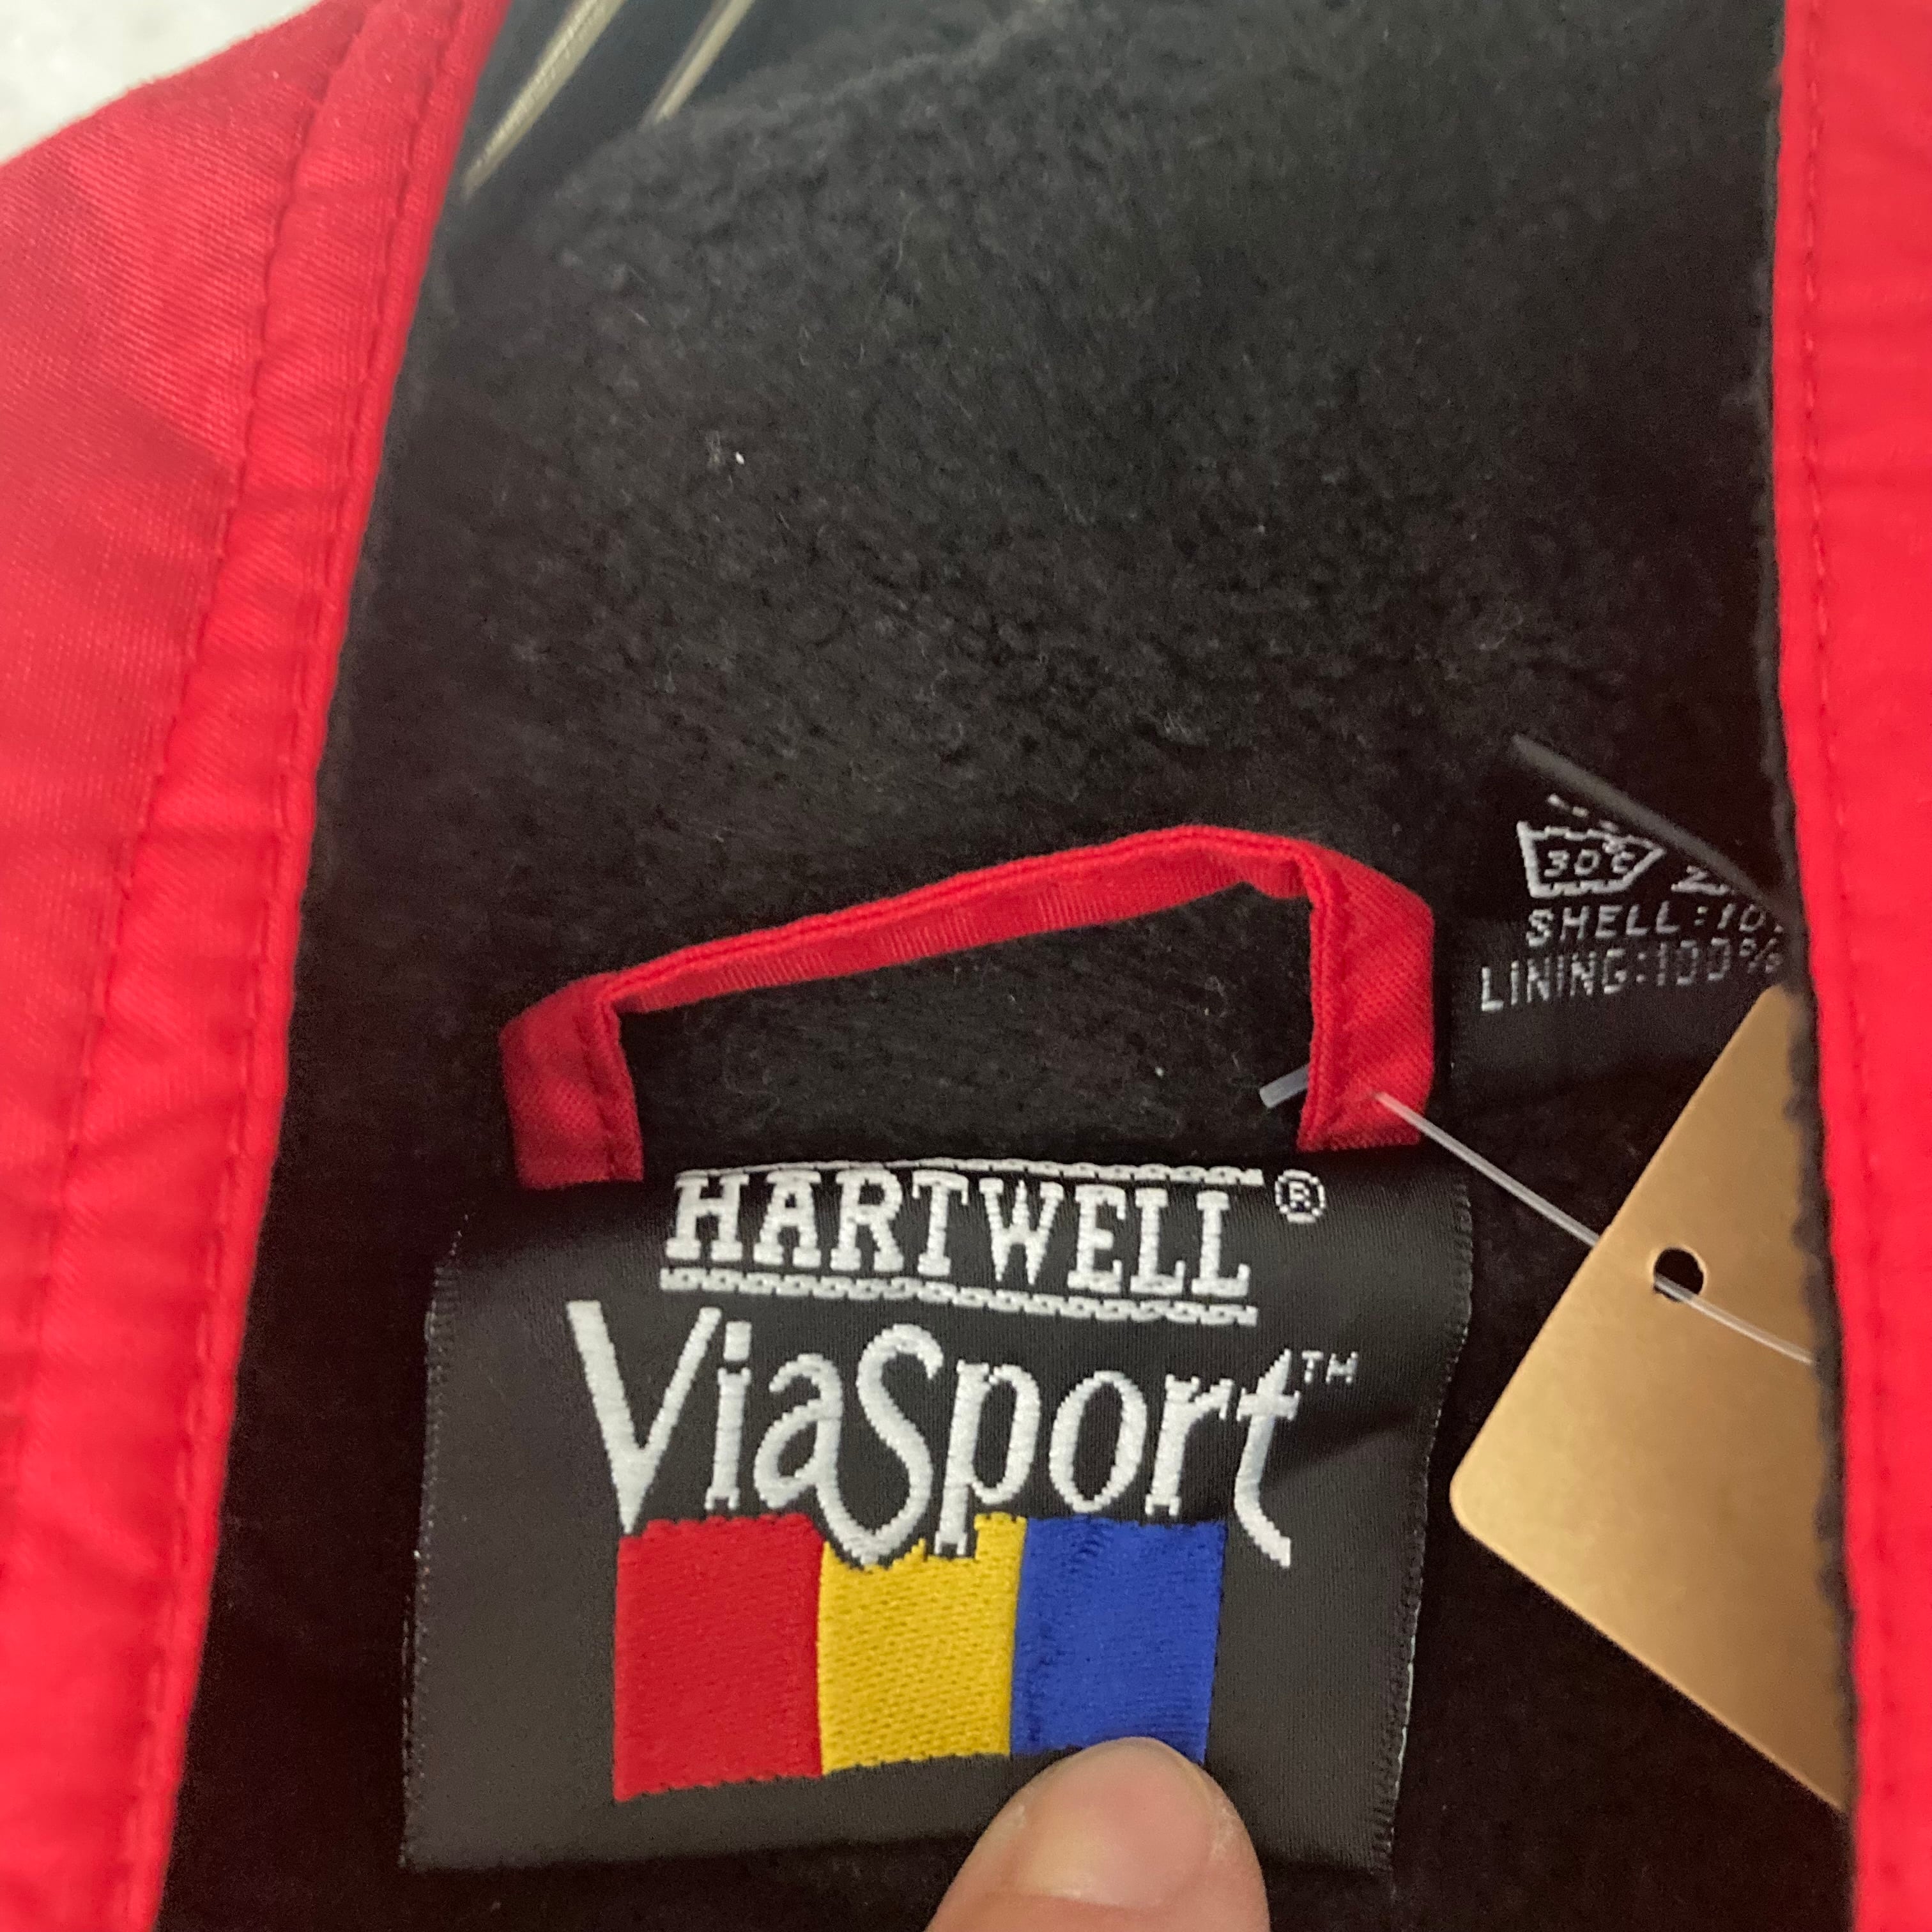 30°C
SHELL:10
LINING:100%
HARTWELL®
ViaSport™